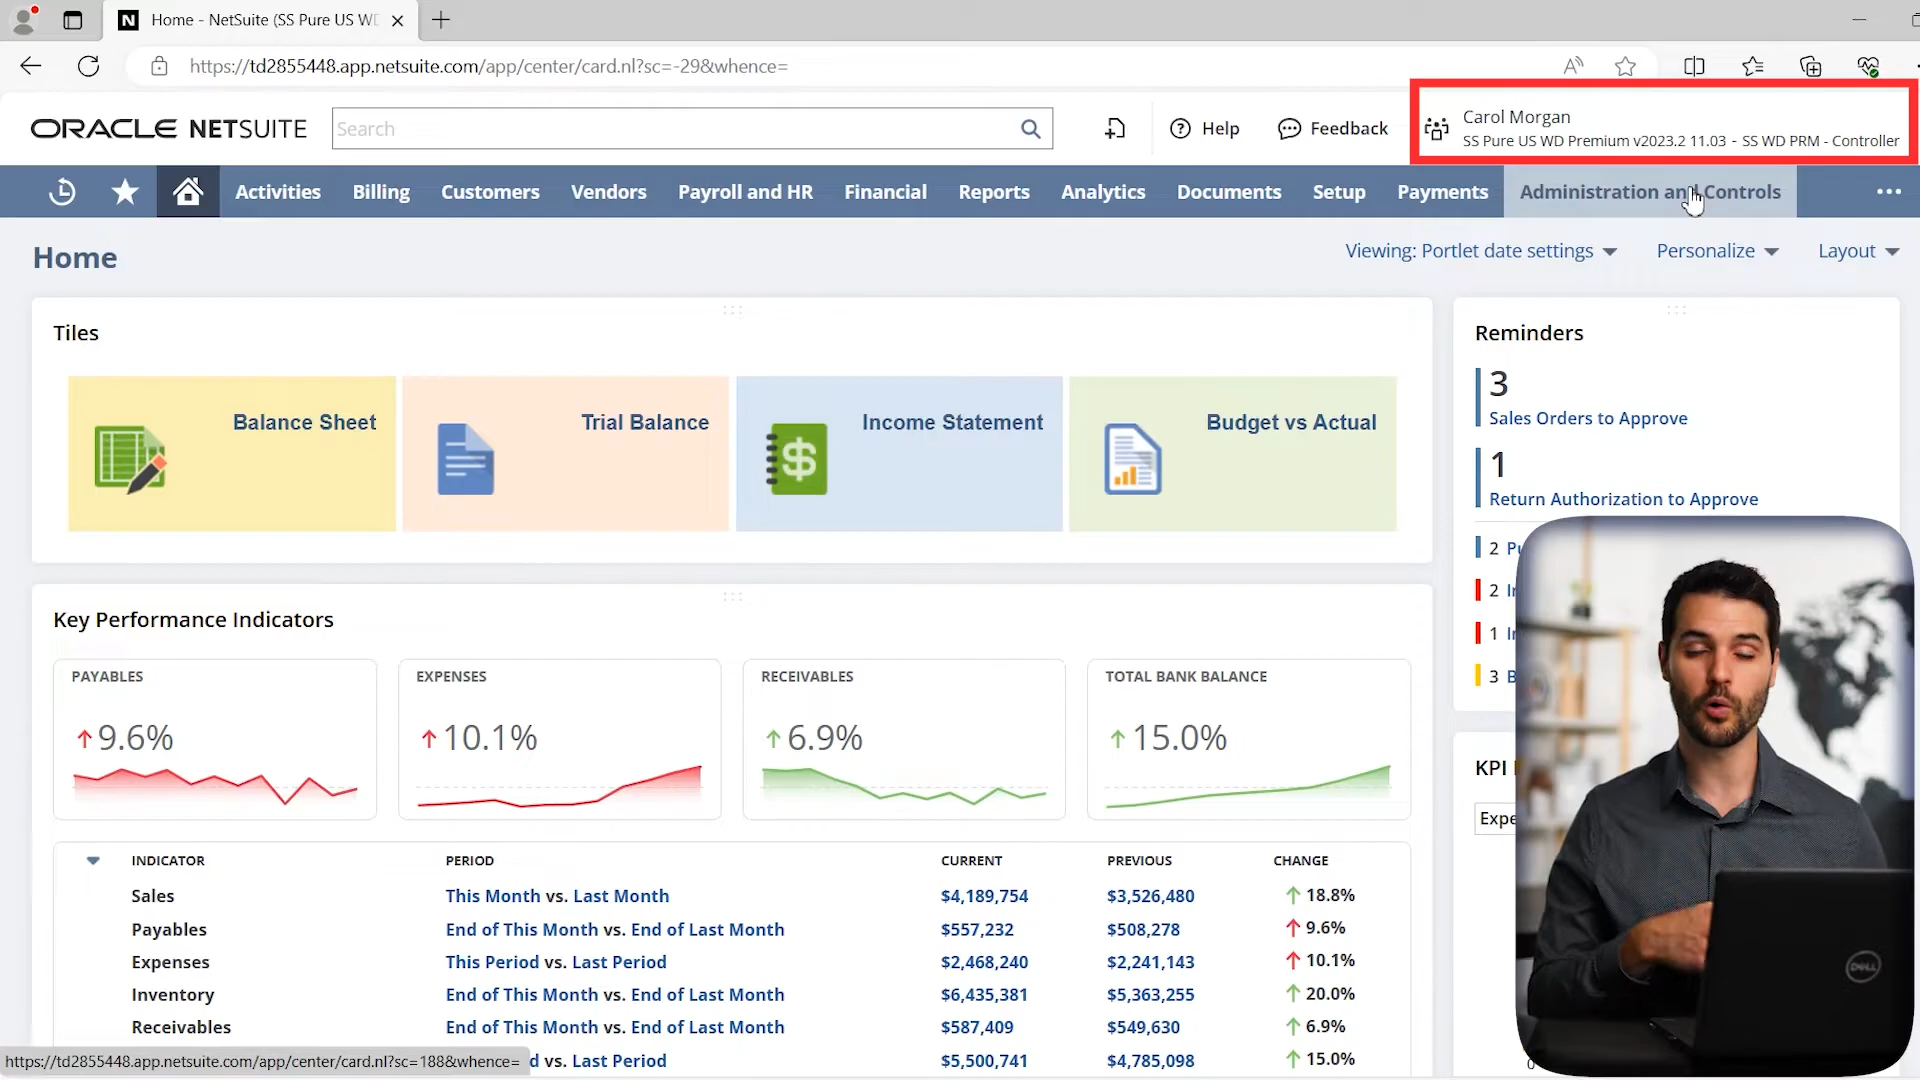 Home - NetSuite (SS Pure US WD
https://td2855448.app.netsuite.com/app/center/card.nl?sc=-29&whence=
ORACLE NETSUITE
Search
Help
Feedback
Carol Morgan
SS Pure US WD Premium v2023.2 11.03 - SS WD PRM - Controller
Activities Billing Customers Vendors Payroll and HR Financial Reports Analytics Documents Setup Payments Administration and Controls
Home
Viewing: Portlet date settings Personalize Layout
Tiles
Balance Sheet
Trial Balance
Income Statement
Budget vs Actual
Reminders
3
Sales Orders to Approve
1
Return Authorization to Approve
2
2
1
3 B
Key Performance Indicators
PAYABLES
9.6%
EXPENSES
10.1%
RECEIVABLES
6.9%
TOTAL BANK BALANCE
15.0%
KPI
INDICATOR PERIOD CURRENT PREVIOUS CHANGE
Sales This Month vs. Last Month $4,189,754 $3,526,480 18.8%
Payables End of This Month vs. End of Last Month $557,232 $508,278 9.6%
Expenses This Period vs. Last Period $2,468,240 $2,241,143 10.1%
Inventory End of This Month vs. End of Last Month $6,435,381 $5,363,255 20.0%
Receivables End of This Month vs. End of Last Month $587,409 $549,630 6.9%
d vs. Last Period $5,500,741 $4,785,098 15.0%
https://td2855448.app.netsuite.com/app/center/card.nl?sc=188&whence=
DELL